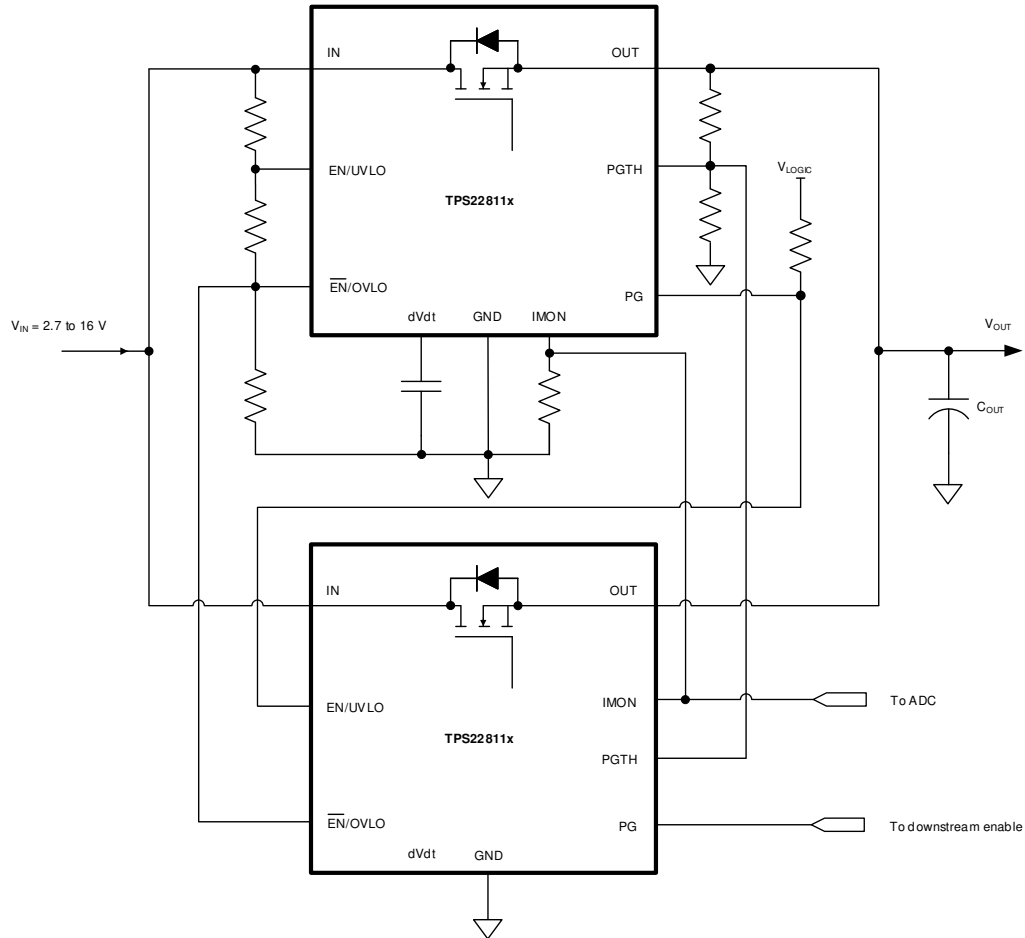 IN
OUT
EN/UVLO
PGTH
VLOGIC
TPS22811x
EN/OVLO
PG
VIN = 2.7 to 16 V
dVdt
GND
IMON
VOUT
COUT
IN
OUT
EN/UVLO
IMON
To ADC
TPS22811x
PGTH
EN/OVLO
PG
To downstream enable
dVdt
GND